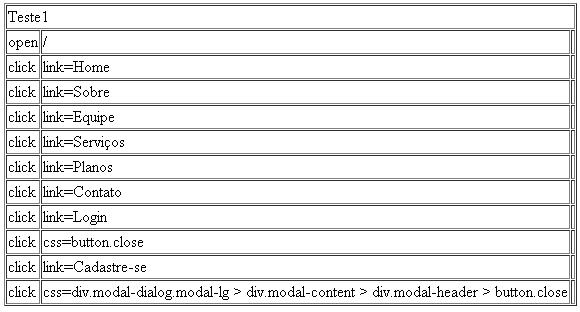 Teste1
open /
click link=Home
click link=Sobre
click link=Equipe
click link=Serviços
click link=Planos
click link=Contato
click link=Login
click css=button.close
click link=Cadastre-se
click css=div.modal-dialog.modal-lg > div.modal-content > div.modal-header > button.close